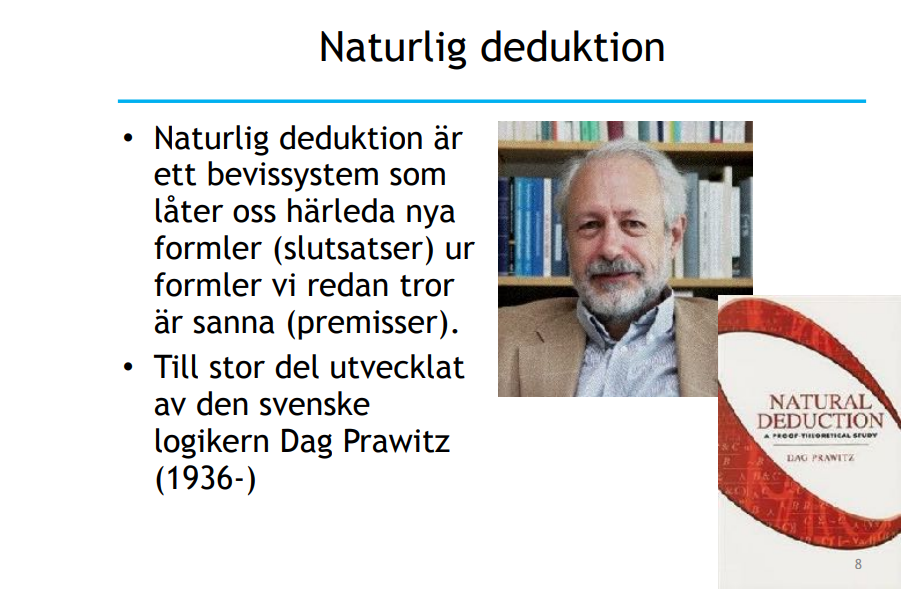 Naturlig deduktion
• Naturlig deduktion är
ett bevissystem som
låter oss härleda nya
formler (slutsatser) ur
formler vi redan tror
är sanna (premisser).
• Till stor del utvecklat
av den svenske
logikern Dag Prawitz
(1936-)
NATURAL
DEDUCTION
A PROOF-THEORETICAL STUDY
DAG PRAWITZ
8